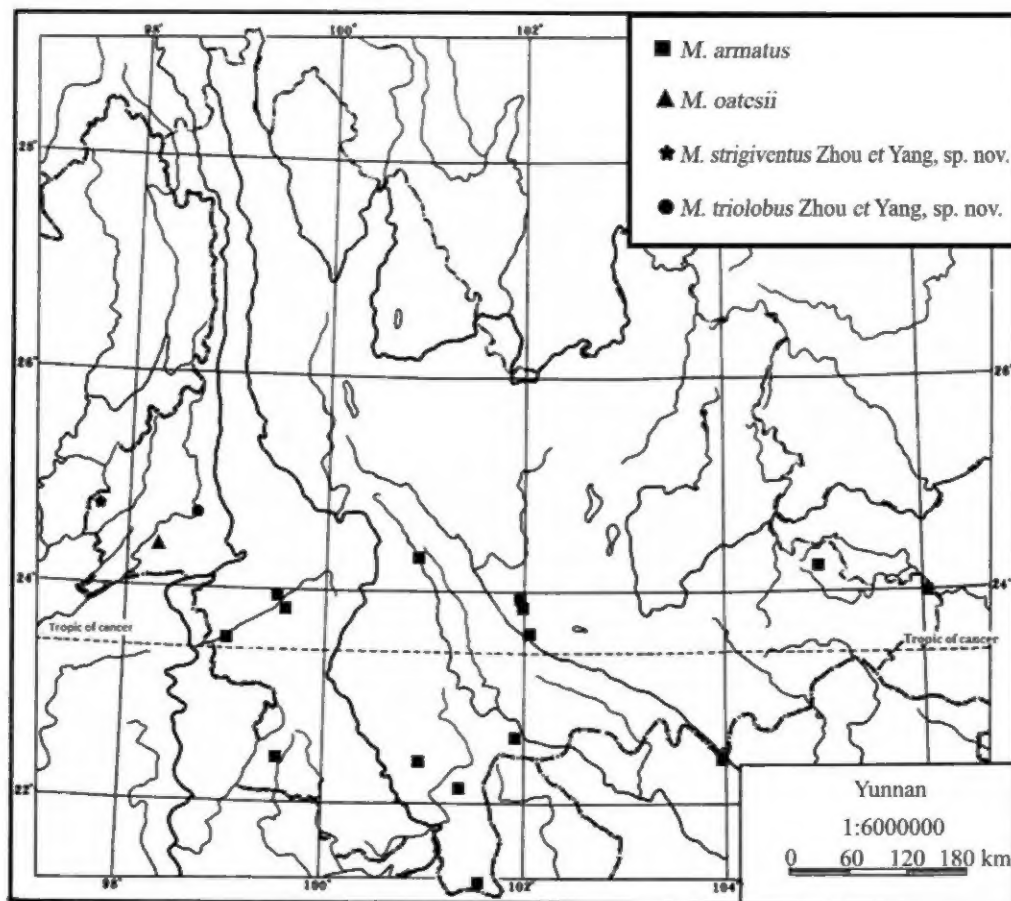 98° 100° 102°
■ M. armatus
▲ M. oatesii
★ M. strigiventus Zhou et Yang, sp. nov.
● M. triolobus Zhou et Yang, sp. nov.
26° 26°
24° 24°
Tropic of cancer Tropic of cancer
22°
Yunnan
1:6000000
0 60 120 180 km
98° 100° 102° 104°